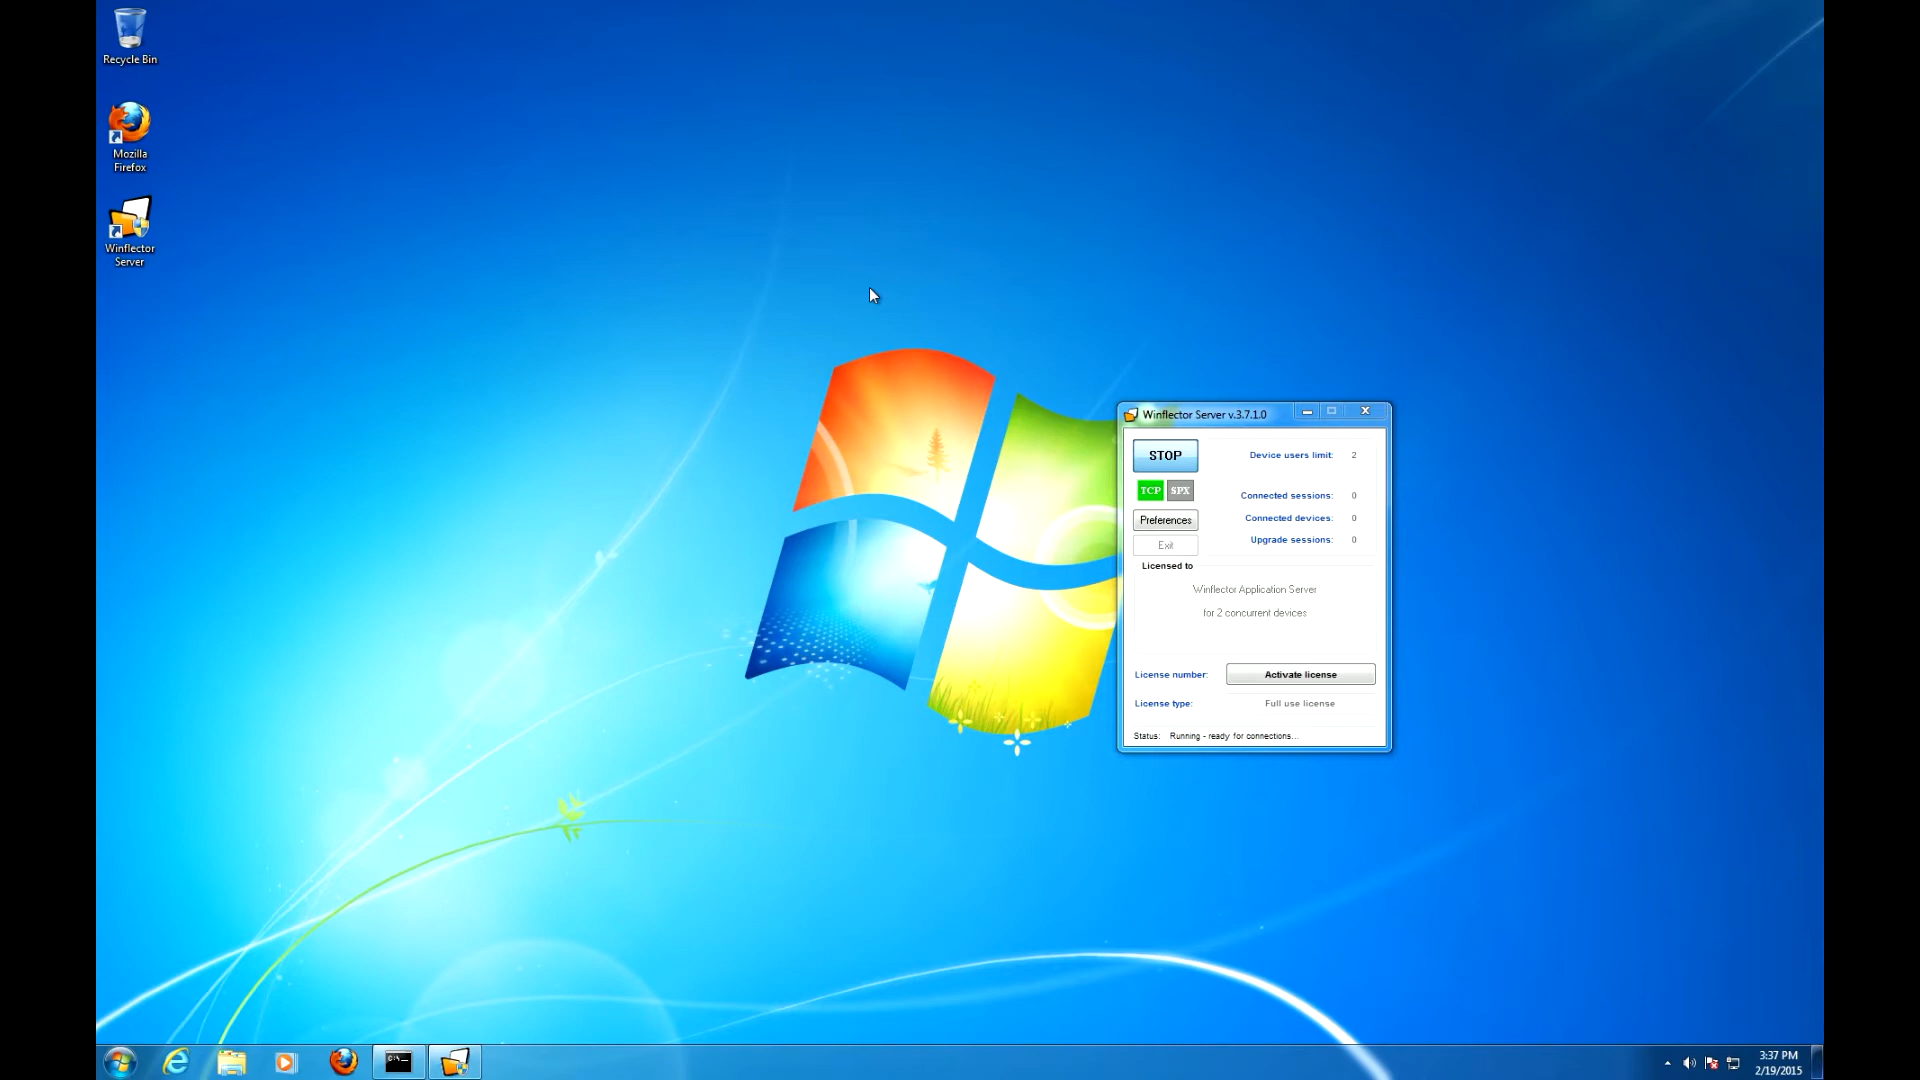 Recycle Bin
Mozilla
Firefox
Winflector
Server
Winflector Server v.3.7.1.0
STOP
Device users limit: 2
TCP SPX
Connected sessions: 0
Preferences
Connected devices: 0
Exit
Upgrade sessions: 0
Licensed to
Winflector Application Server
for 2 concurrent devices
License number: Activate license
License type: Full use license
Status: Running - ready for connections...
C:\_
3:37 PM
2/19/2015